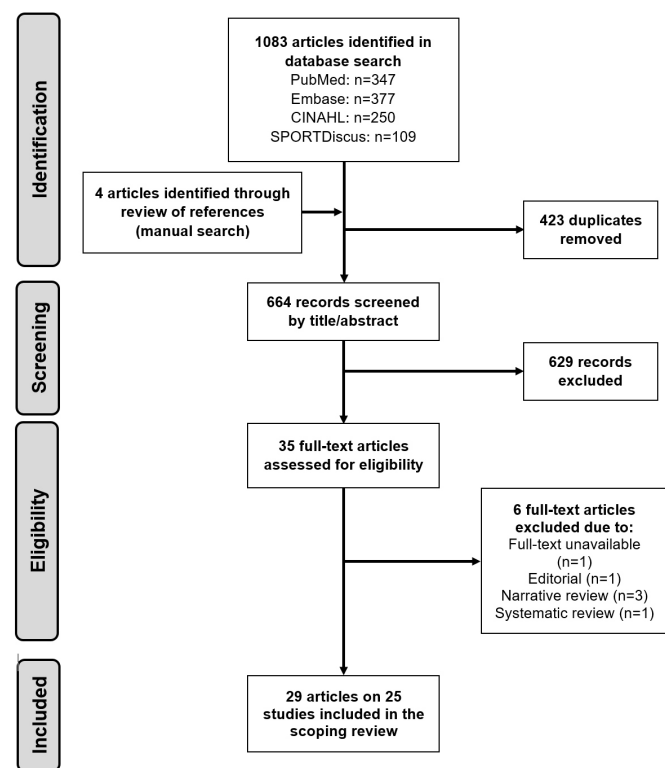 Identification
1083 articles identified in
database search
PubMed: n=347
Embase: n=377
CINAHL: n=250
SPORTDiscus: n=109
4 articles identified through
review of references
(manual search)
423 duplicates
removed
Screening
664 records screened
by title/abstract
629 records
excluded
Eligibility
35 full-text articles
assessed for eligibility
6 full-text articles
excluded due to:
Full-text unavailable
(n=1)
Editorial (n=1)
Narrative review (n=3)
Systematic review (n=1)
Included
29 articles on 25
studies included in the
scoping review